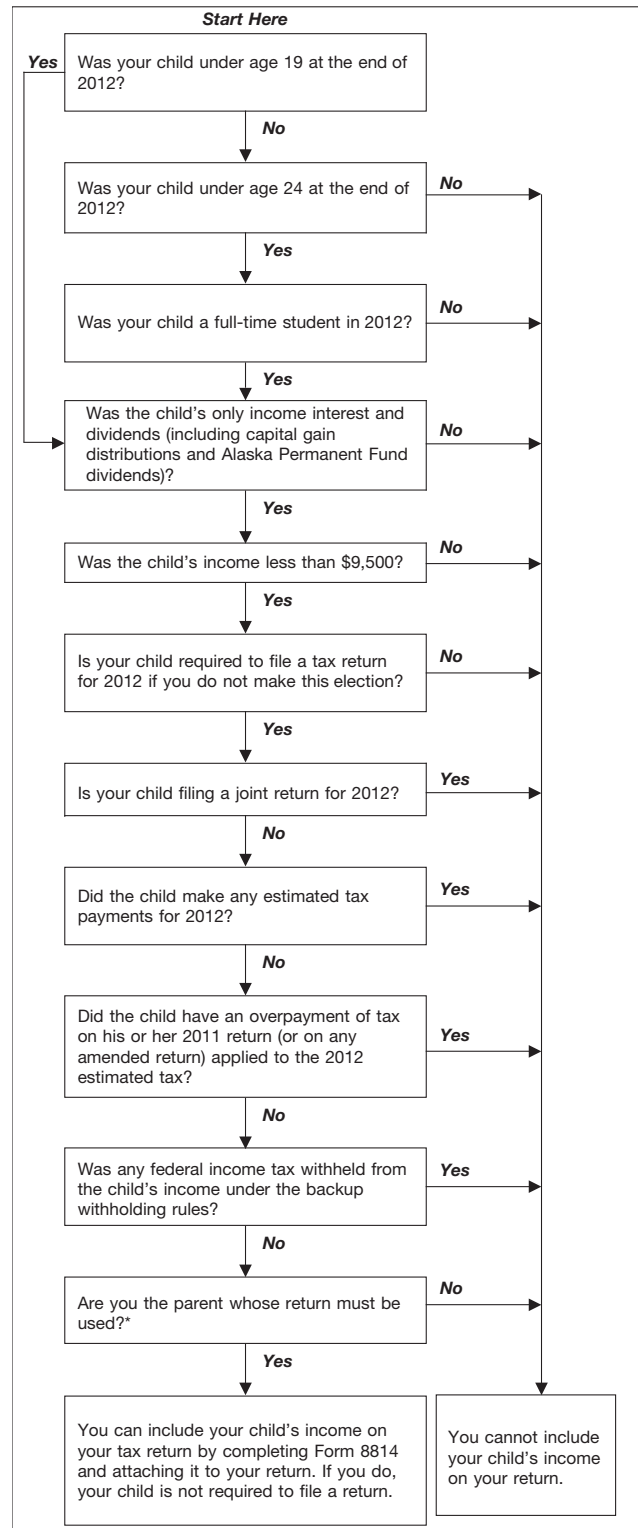 Start Here
Yes
Was your child under age 19 at the end of
2012?
No
Was your child under age 24 at the end of
2012?
No
Yes
Was your child a full-time student in 2012?
No
Yes
Was the child's only income interest and
dividends (including capital gain
distributions and Alaska Permanent Fund
dividends)?
No
Yes
Was the child's income less than $9,500?
No
Yes
Is your child required to file a tax return
for 2012 if you do not make this election?
No
Yes
Is your child filing a joint return for 2012?
Yes
No
Did the child make any estimated tax
payments for 2012?
Yes
No
Did the child have an overpayment of tax
on his or her 2011 return (or on any
amended return) applied to the 2012
estimated tax?
Yes
No
Was any federal income tax withheld from
the child's income under the backup
withholding rules?
Yes
No
Are you the parent whose return must be
used?*
No
Yes
You can include your child's income on
your tax return by completing Form 8814
and attaching it to your return. If you do,
your child is not required to file a return.
You cannot include
your child's income
on your return.